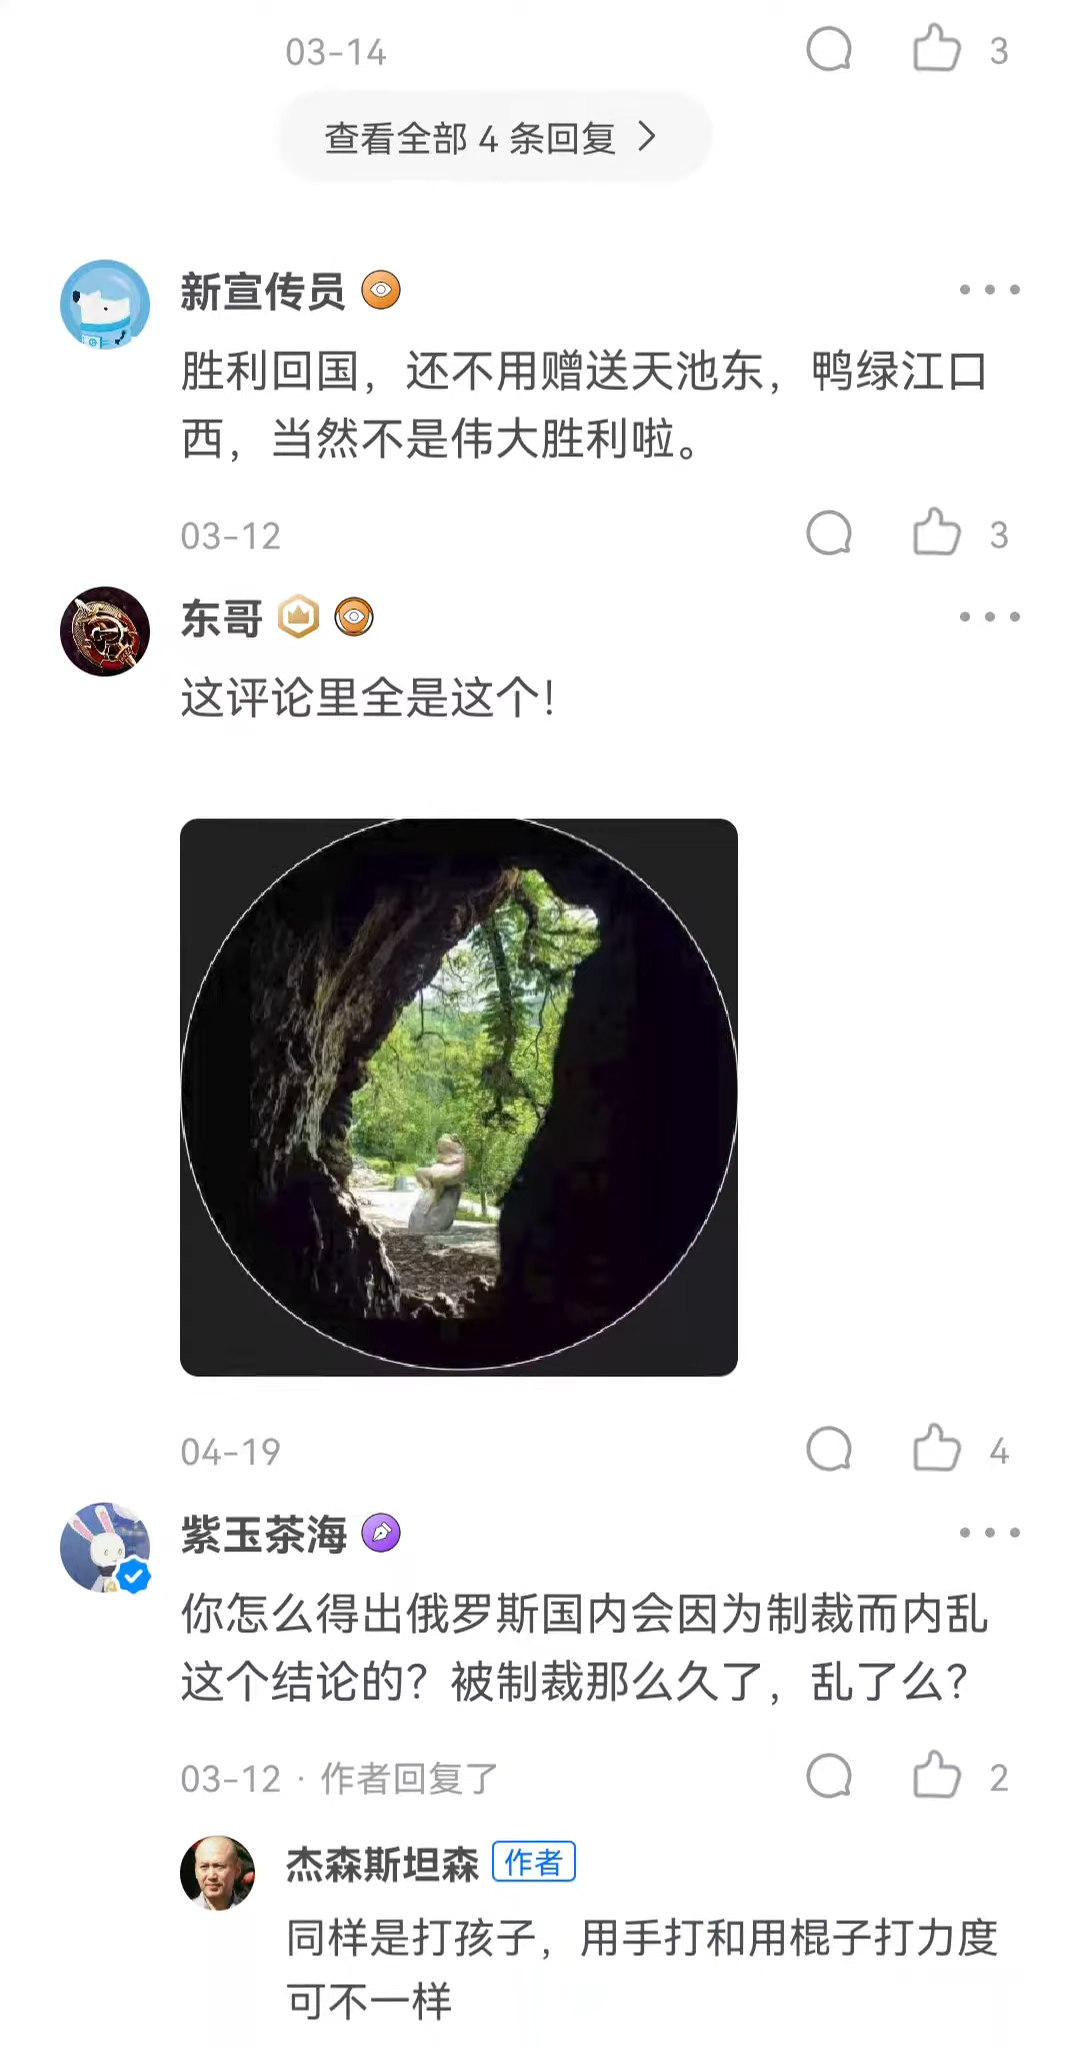 03-14
3
查看全部 4 条回复
新宣传员
胜利回国，还不用赠送天池东，鸭绿江口
西，当然不是伟大胜利啦。
03-12
3
东哥
这评论里全是这个！
04-19
4
紫玉茶海
你怎么得出俄罗斯国内会因为制裁而内乱
这个结论的？被制裁那么久了，乱了么？
03-12 · 作者回复了
2
杰森斯坦森 作者
同样是打孩子，用手打和用棍子打力度
可不一样